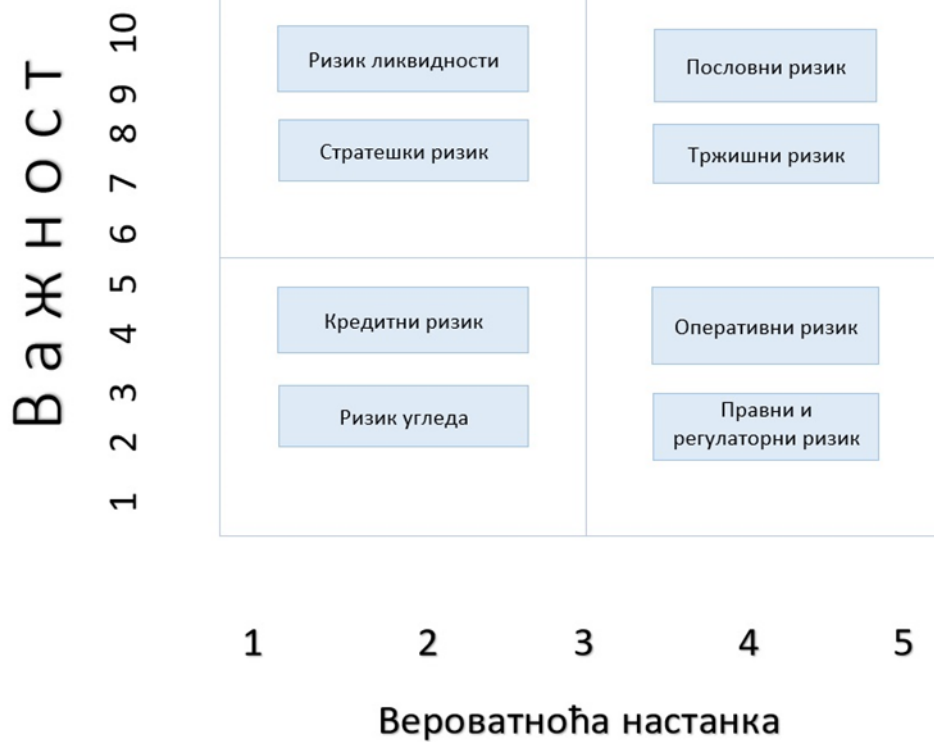 Важност
10
9
8
7
6
5
4
3
2
1
Ризик ликвидности
Пословни ризик
Стратешки ризик
Тржишни ризик
Кредитни ризик
Оперативни ризик
Ризик угледа
Правни и
регулаторни ризик
1 2 3 4 5
Вероватноћа настанка